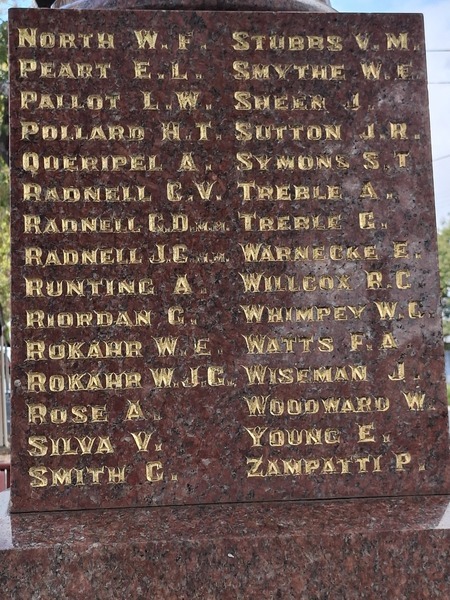 NORTH W. F.
PEART E. L.
PALLOT L. W.
POLLARD H. T.
QUERIPEL A.
RADNELL C. V.
RADNELL G. D. M.M.
RADNELL J. G.
RUNTING A.
RIORDAN G.
ROKAHR W. E.
ROKAHR W. J. G.
ROSE A.
SILVA V.
SMITH C.
STUBBS V. M.
SMYTHE W. E
SHEEN J.
SUTTON J. R.
SYMONS S. T
TREBLE A.
TREBLE G.
WARNECKE E.
WILLCOX R. C
WHIMPEY W. G.
WATTS F. A
WISEMAN J.
WOODWARD W.
YOUNG E.
ZAMPATTI P.